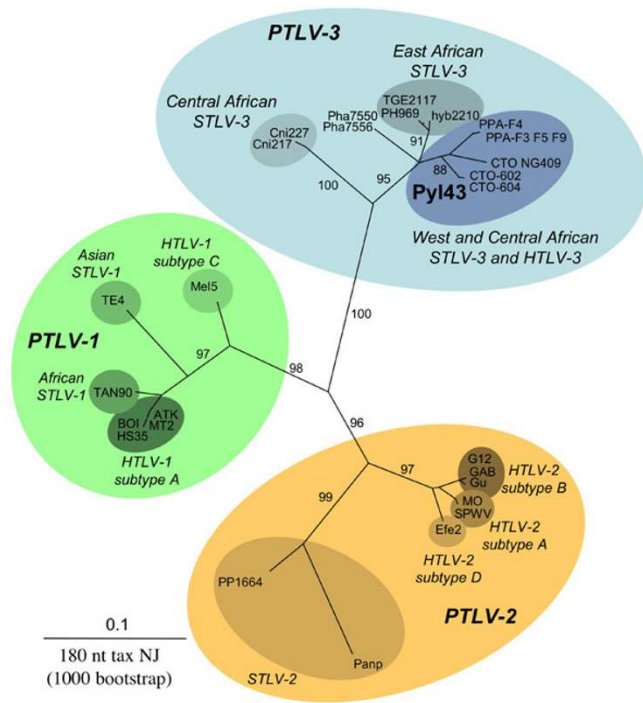 PTLV-3
East African
STLV-3
Central African
STLV-3
TGE2117
PH969
hyb2210
Pha7550
Pha7556
Cni227
Cni217
PPA-F4
PPA-F3 F5 F9
CTO NG409
CTO-602
CTO-604
91
88
95
100
Pyl43
West and Central African
STLV-3 and HTLV-3
Asian
STLV-1
HTLV-1
subtype C
Mel5
TE4
100
PTLV-1
97
98
African
STLV-1
TAN90
BOI
HS35
ATK
MT2
HTLV-1
subtype A
96
G12
GAB
Gu
HTLV-2
subtype B
97
99
MO
SPWV
Efe2
HTLV-2
subtype A
HTLV-2
subtype D
PP1664
PTLV-2
Panp
STLV-2
0.1
180 nt tax NJ
(1000 bootstrap)